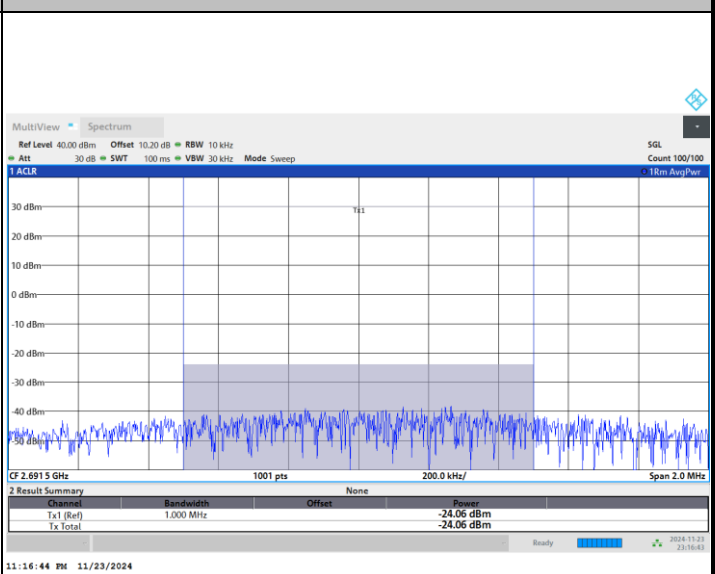 MultiView Spectrum
Ref Level 40.00 dBm Offset 10.20 dB RBW 10 kHz SGL
Att 30 dB SWT 100 ms VBW 30 kHz Mode Sweep Count 100/100
1 ACLR 1Rm AvgPwr
30 dBm
Tx1
20 dBm
10 dBm
0 dBm
-10 dBm
-20 dBm
-30 dBm
-40 dBm
-50 dBm
CF 2.691 5 GHz 1001 pts 200.0 kHz/ Span 2.0 MHz
2 Result Summary None
Channel Bandwidth Offset Power
Tx1 (Ref) 1.000 MHz -24.06 dBm
Tx Total -24.06 dBm
Ready 2024-11-23
23:16:43
11:16:44 PM 11/23/2024